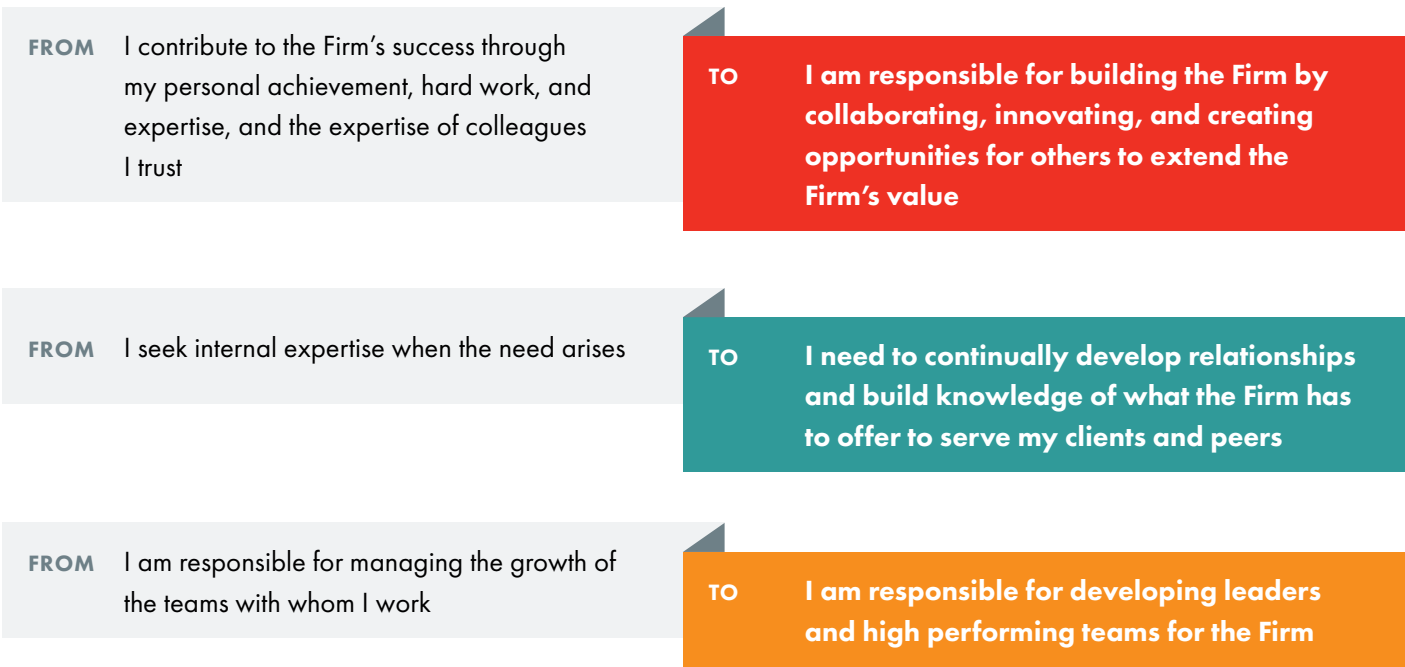 FROM I contribute to the Firm’s success through
my personal achievement, hard work, and
expertise, and the expertise of colleagues
I trust
TO I am responsible for building the Firm by
collaborating, innovating, and creating
opportunities for others to extend the
Firm’s value
FROM I seek internal expertise when the need arises
TO I need to continually develop relationships
and build knowledge of what the Firm has
to offer to serve my clients and peers
FROM I am responsible for managing the growth of
the teams with whom I work
TO I am responsible for developing leaders
and high performing teams for the Firm